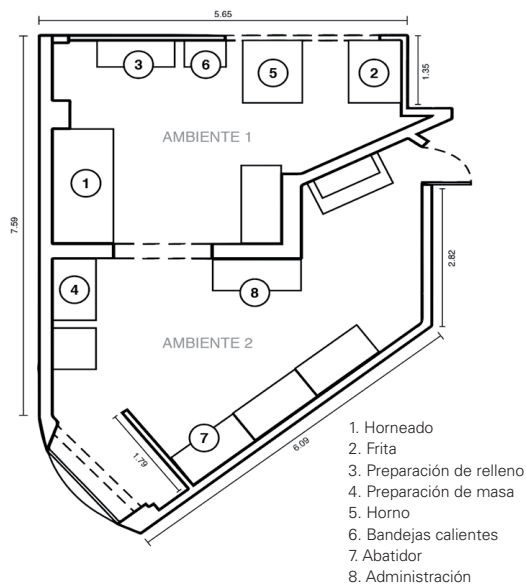 5.65
3
6
5
2
1.35
AMBIENTE 1
1
7.59
2.82
4
8
AMBIENTE 2
7
1.79
6.09
1. Horneado
2. Frita
3. Preparación de relleno
4. Preparación de masa
5. Horno
6. Bandejas calientes
7. Abatidor
8. Administración